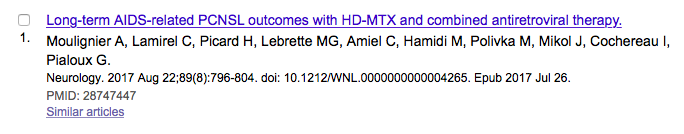 Long-term AIDS-related PCNSL outcomes with HD-MTX and combined antiretroviral therapy.
1. Moulignier A, Lamirel C, Picard H, Lebrette MG, Amiel C, Hamidi M, Polivka M, Mikol J, Cochereau I,
Pialoux G.
Neurology. 2017 Aug 22;89(8):796-804. doi: 10.1212/WNL.0000000000004265. Epub 2017 Jul 26.
PMID: 28747447
Similar articles